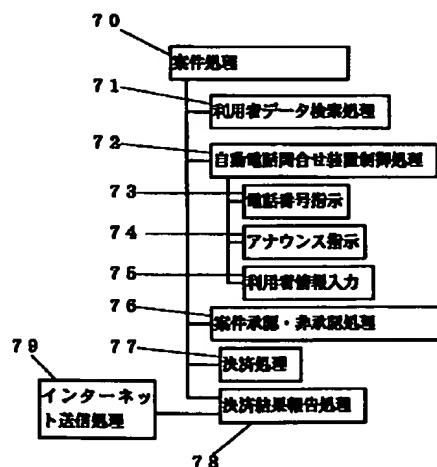 70
案件処理
71
利用者データ検索処理
72
自動電話問合せ装置制御処理
73
電話番号指示
74
アナウンス指示
75
利用者情報入力
76
案件承認・非承認処理
77
決済処理
79
インターネッ
ト送信処理
決済結果報告処理
78